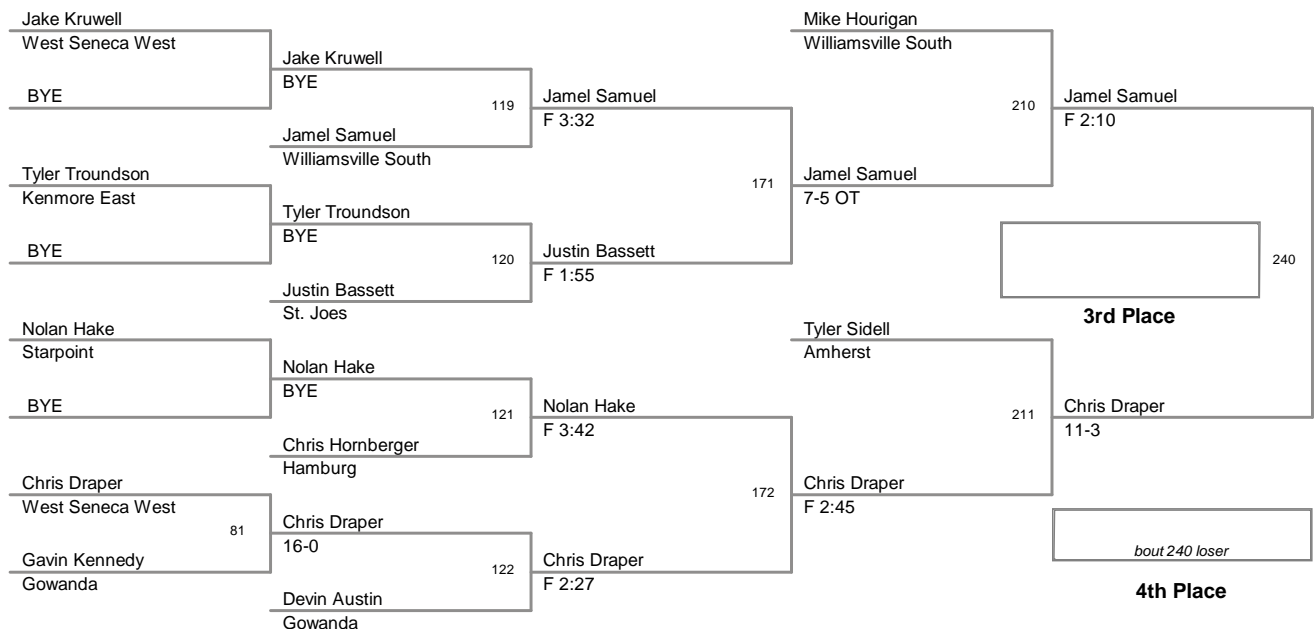 Jake Kruwell
West Seneca West
BYE
Tyler Troundson
Kenmore East
BYE
Nolan Hake
Starpoint
BYE
Chris Draper
West Seneca West
81
Gavin Kennedy
Gowanda
Jake Kruwell
BYE
119
Jamel Samuel
Williamsville South
Tyler Troundson
BYE
120
Justin Bassett
St. Joes
Nolan Hake
BYE
121
Chris Hornberger
Hamburg
Chris Draper
16-0
122
Devin Austin
Gowanda
Jamel Samuel
F 3:32
171
Justin Bassett
F 1:55
Nolan Hake
F 3:42
172
Chris Draper
F 2:27
Mike Hourigan
Williamsville South
210
Jamel Samuel
7-5 OT
Tyler Sidell
Amherst
211
Chris Draper
F 2:45
Jamel Samuel
F 2:10
240
3rd Place
Chris Draper
11-3
bout 240 loser
4th Place